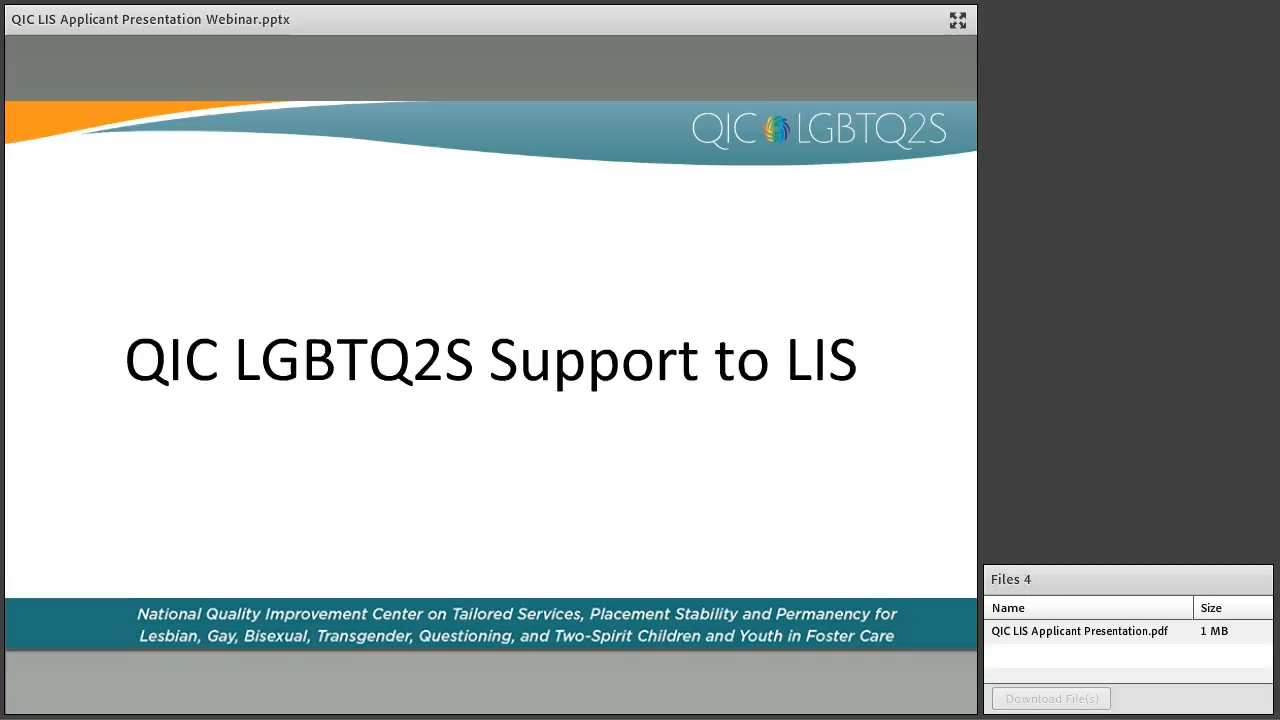 QIC LIS Applicant Presentation Webinar.pptx
QIC LGBTQ2S
QIC LGBTQ2S Support to LIS
National Quality Improvement Center on Tailored Services, Placement Stability and Permanency for
Lesbian, Gay, Bisexual, Transgender, Questioning, and Two-Spirit Children and Youth in Foster Care
Files 4
Name Size
QIC LIS Applicant Presentation.pdf 1 MB
Download File(s)